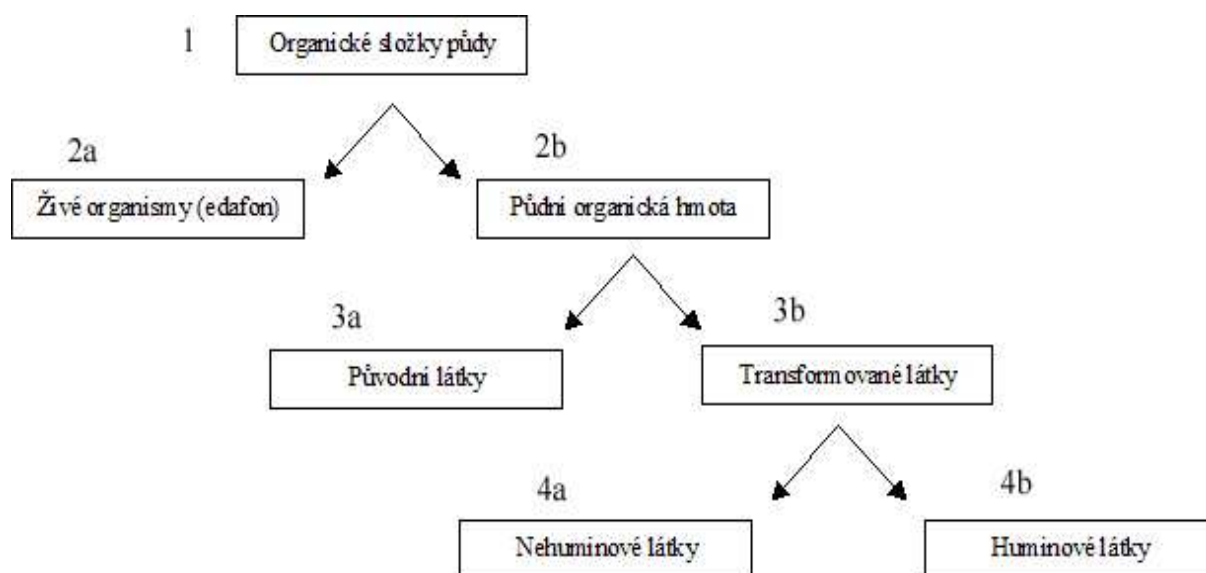 1
Organické složky půdy
2a
2b
Živé organismy (edafon)
Půdní organická hmota
3a
3b
Původní látky
Transformované látky
4a
4b
Nehuminové látky
Huminové látky